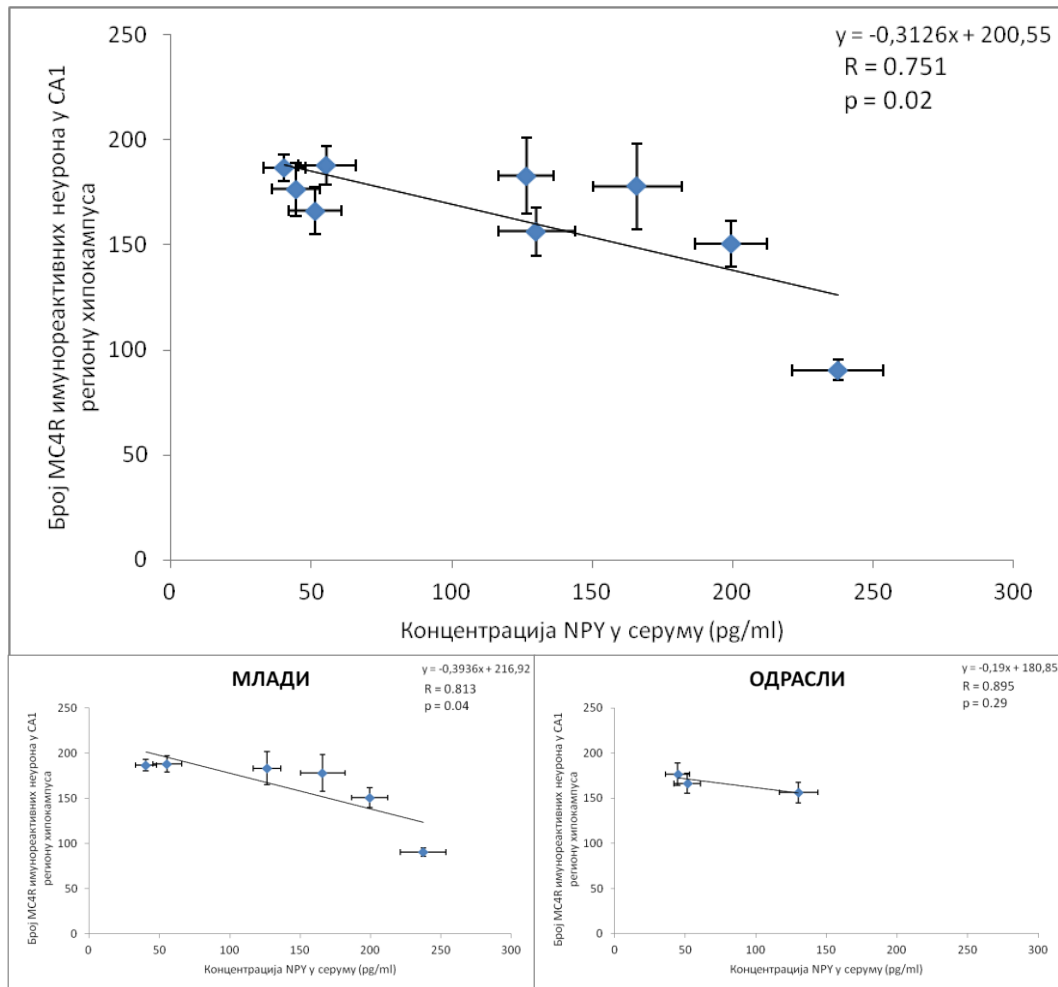 y = -0,3126x + 200,55
R = 0.751
p = 0.02
Број MC4R имунореактивних неурона у CA1
региону хипокампуса
250
200
150
100
50
0
0 50 100 150 200 250 300
Концентрација NPY у серуму (pg/ml)
МЛАДИ
y = -0,3936x + 216,92
R = 0.813
p = 0.04
Број MC4R имунореактивних неурона у CA1
региону хипокампуса
250
200
150
100
50
0
0 50 100 150 200 250 300
Концентрација NPY у серуму (pg/ml)
ОДРАСЛИ
y = -0,19x + 180,85
R = 0.895
p = 0.29
Број MC4R имунореактивних неурона у CA1
региону хипокампуса
250
200
150
100
50
0
0 50 100 150 200 250 300
Концентрација NPY у серуму (pg/ml)